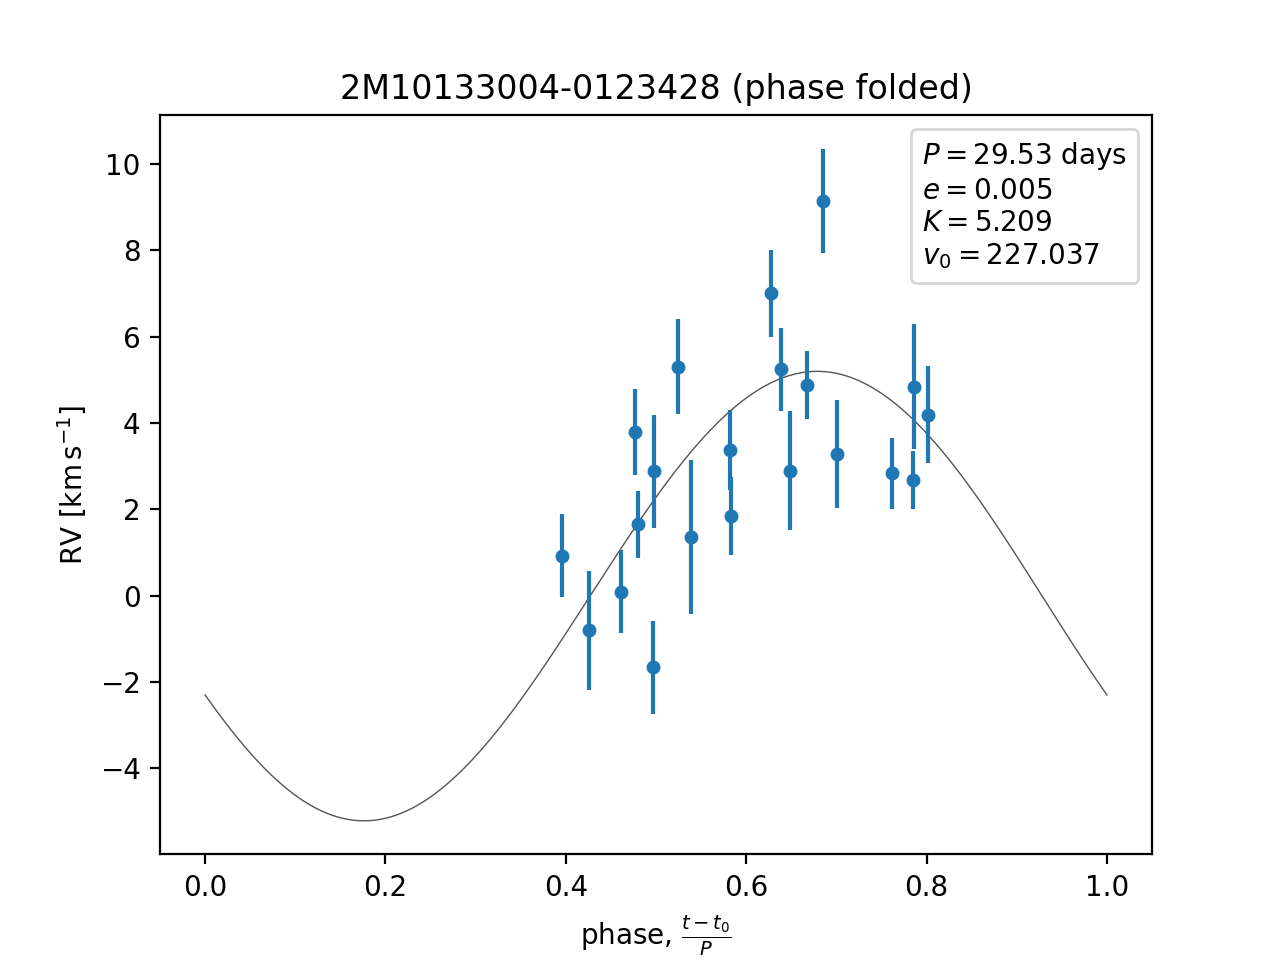 2M10133004-0123428 (phase folded)
P = 29.53 days
e = 0.005
K = 5.209
v₀ = 227.037
10
8
6
4
2
0
−2
−4
RV [km s⁻¹]
0.0 0.2 0.4 0.6 0.8 1.0
phase, (t − t₀)/P